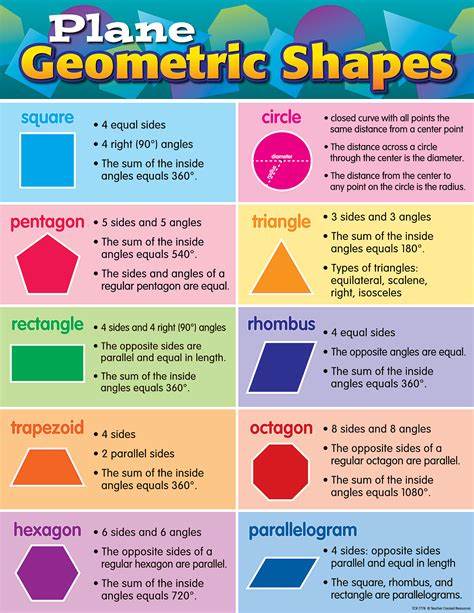 Plane
Geometric Shapes
square
• 4 equal sides
• 4 right (90°) angles
• The sum of the inside
angles equals 360°.
circle
diameter
radius
• closed curve with all points the
same distance from a center point
• The distance across a circle
through the center is the diameter.
• The distance from the center to
any point on the circle is the radius.
pentagon
• 5 sides and 5 angles
• The sum of the inside
angles equals 540°.
• The sides and angles of a
regular pentagon are equal.
triangle
• 3 sides and 3 angles
• The sum of the inside
angles equals 180°.
• Types of triangles:
equilateral, scalene,
right, isosceles
rectangle
• 4 sides and 4 right (90°) angles
• The opposite sides are
parallel and equal in length.
• The sum of the inside
angles equals 360°.
rhombus
• 4 equal sides
• The opposite angles are equal.
• The sum of the inside
angles equals 360°.
trapezoid
• 4 sides
• 2 parallel sides
• The sum of the inside
angles equals 360°.
octagon
• 8 sides and 8 angles
• The opposite sides of a
regular octagon are parallel.
• The sum of the inside
angles equals 1080°.
hexagon
• 6 sides and 6 angles
• The opposite sides of a
regular hexagon are parallel.
• The sum of the inside
angles equals 720°.
parallelogram
• 4 sides: opposite sides
parallel and equal in length
• The square, rhombus, and
rectangle are parallelograms.
© Teacher Created Resources